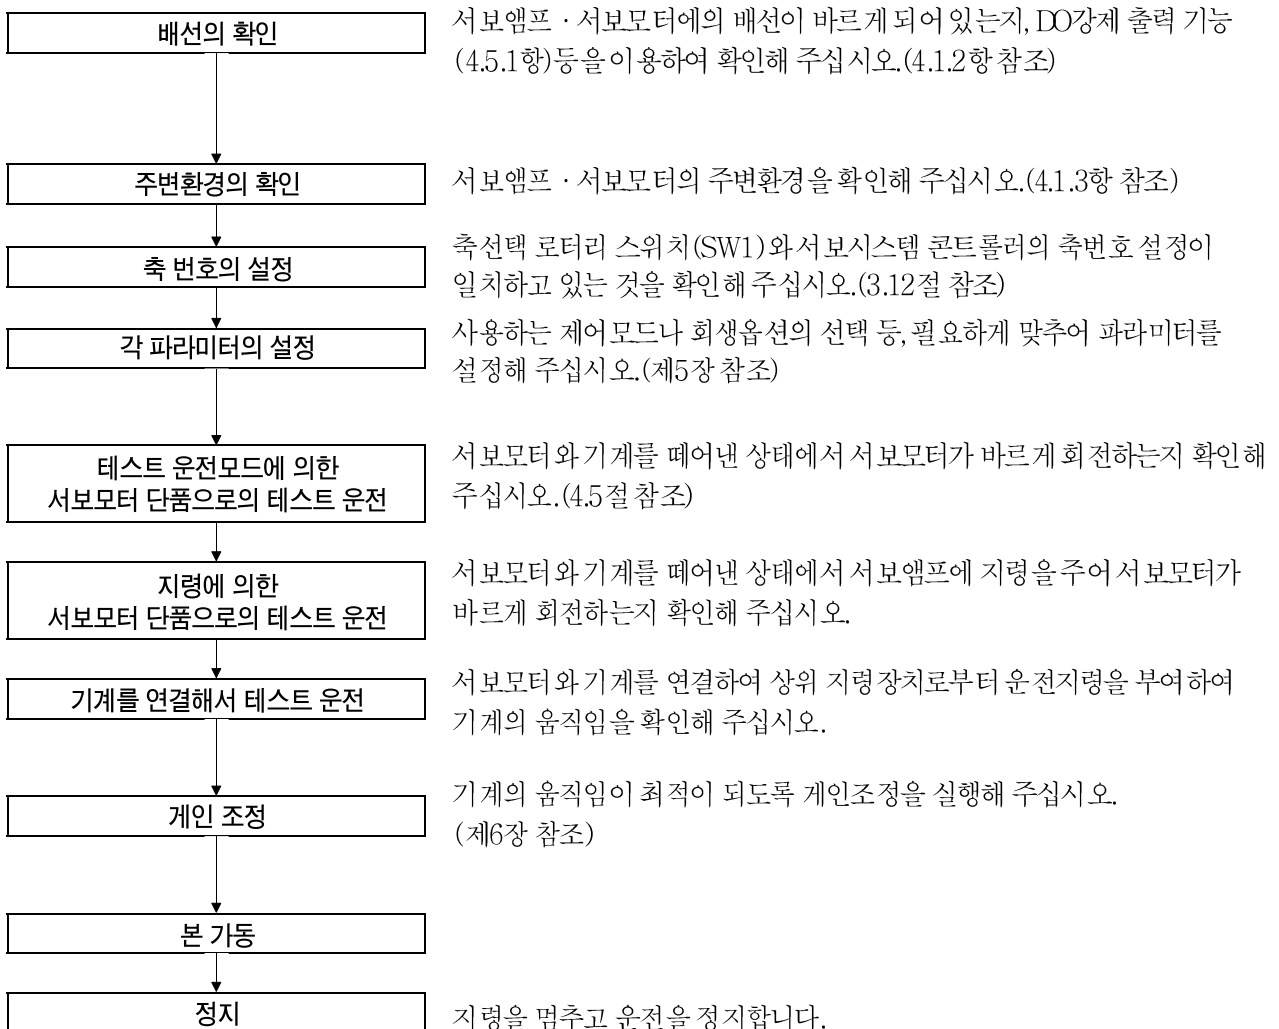 배선의 확인
서보앰프 · 서보모터에의 배선이 바르게 되어 있는지, DO강제 출력 기능
(4.5.1항)등을 이용하여 확인해 주십시오.(4.1.2항 참조)
주변환경의 확인
서보앰프 · 서보모터의 주변환경을 확인해 주십시오.(4.1.3항 참조)
축 번호의 설정
축선택 로터리 스위치(SW1)와 서보시스템 콘트롤러의 축번호 설정이
일치하고 있는 것을 확인해 주십시오.(3.12절 참조)
각 파라미터의 설정
사용하는 제어모드나 회생옵션의 선택 등, 필요하게 맞추어 파라미터를
설정해 주십시오.(제5장 참조)
테스트 운전모드에 의한
서보모터 단품으로의 테스트 운전
서보모터와 기계를 떼어낸 상태에서 서보모터가 바르게 회전하는지 확인해
주십시오.(4.5절 참조)
지령에 의한
서보모터 단품으로의 테스트 운전
서보모터와 기계를 떼어낸 상태에서 서보앰프에 지령을 주어 서보모터가
바르게 회전하는지 확인해 주십시오.
기계를 연결해서 테스트 운전
서보모터와 기계를 연결하여 상위 지령장치로부터 운전지령을 부여하여
기계의 움직임을 확인해 주십시오.
게인 조정
기계의 움직임이 최적이 되도록 게인조정을 실행해 주십시오.
(제6장 참조)
본 가동
정지
지령을 멈추고 운전을 정지합니다.